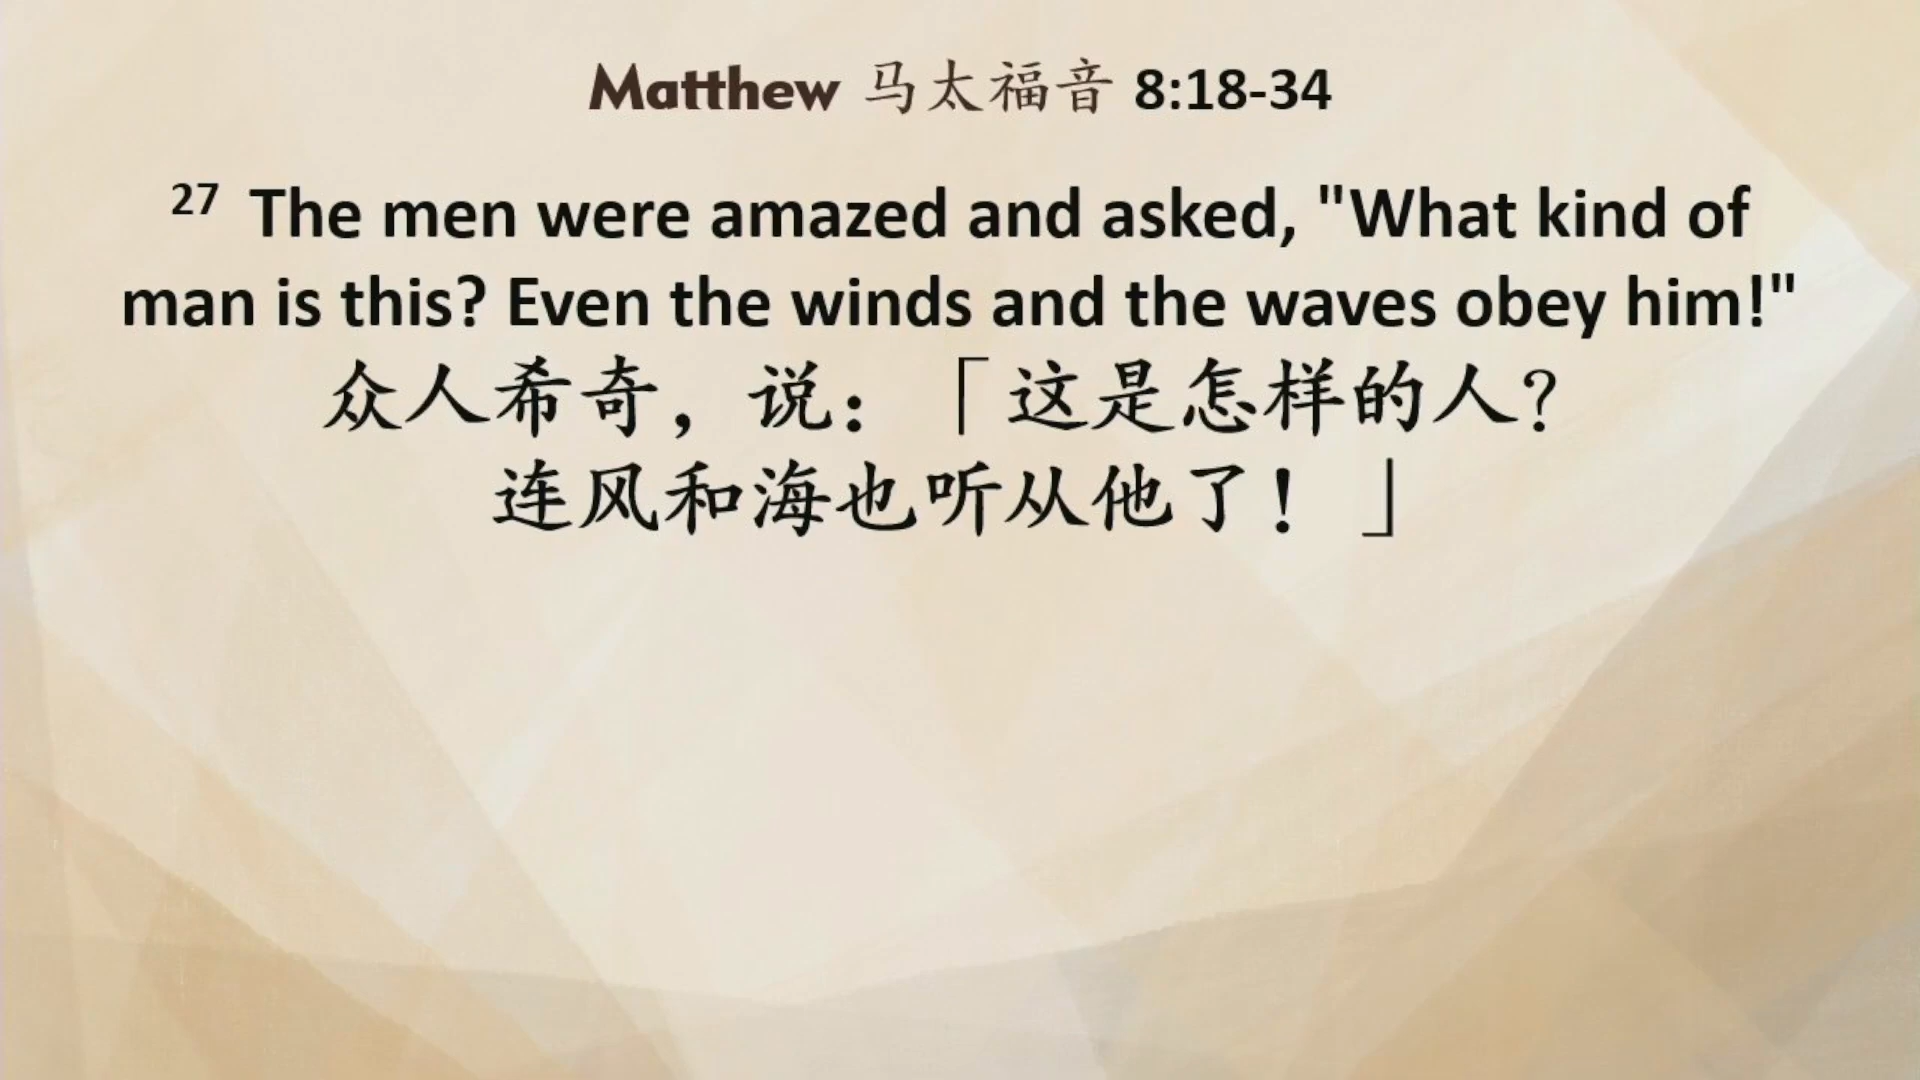 Matthew 马太福音 8:18-34
27 The men were amazed and asked, "What kind of
man is this? Even the winds and the waves obey him!"
众人希奇，说：「这是怎样的人？
连风和海也听从他了！」